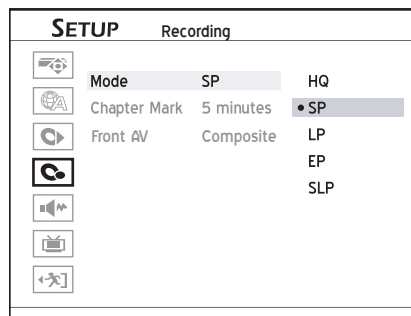 SETUP Recording
Mode SP HQ
Chapter Mark 5 minutes • SP
Front AV Composite LP
EP
SLP